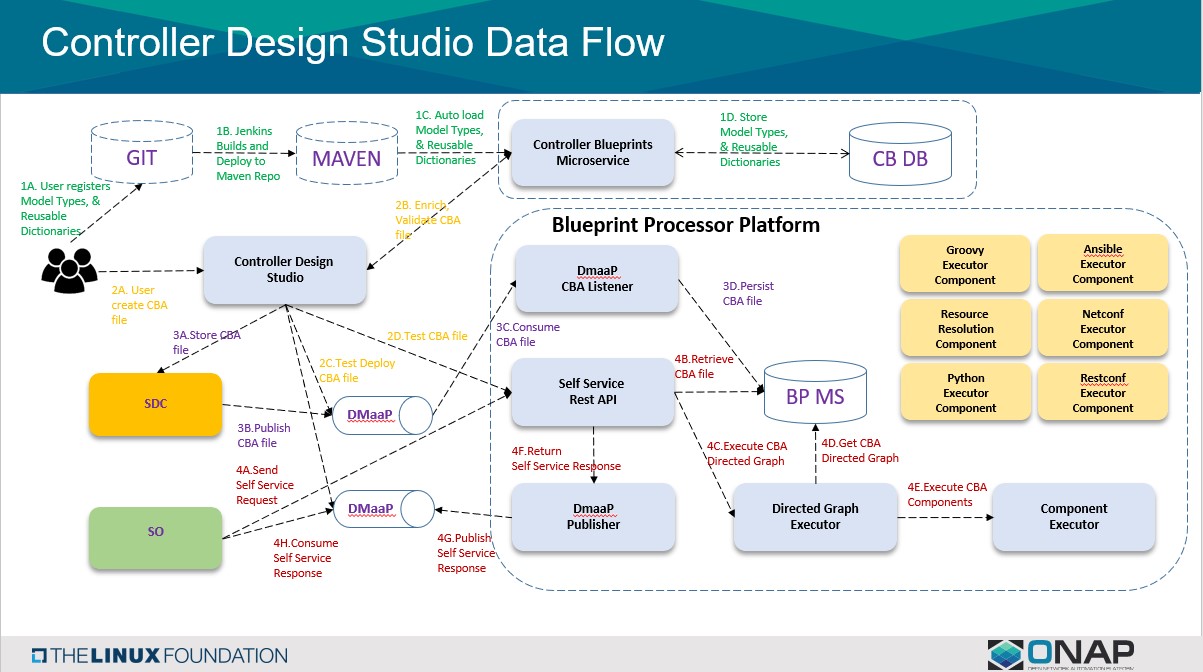 Controller Design Studio Data Flow
GIT
1B. Jenkins
Builds and
Deploy to
Maven Repo
MAVEN
1C. Auto load
Model Types,
& Reusable
Dictionaries
Controller Blueprints
Microservice
1D. Store
Model Types,
& Reusable
Dictionaries
CB DB
1A. User registers
Model Types, &
Reusable
Dictionaries
2B. Enrich,
Validate CBA
file
Controller Design
Studio
2A. User
create CBA
file
Blueprint Processor Platform
DmaaP
CBA Listener
3D.Persist
CBA file
Groovy
Executor
Component
Ansible
Executor
Component
Resource
Resolution
Component
Netconf
Executor
Component
Python
Executor
Component
Restconf
Executor
Component
3A.Store CBA
file
2D.Test CBA file
3C.Consume
CBA file
2C.Test Deploy
CBA file
SDC
DMaaP
3B.Publish
CBA file
Self Service
Rest API
4B.Retrieve
CBA file
BP MS
4A.Send
Self Service
Request
4F.Return
Self Service Response
4C.Execute CBA
Directed Graph
4D.Get CBA
Directed Graph
SO
DMaaP
4H.Consume
Self Service
Response
4G.Publish
Self Service
Response
DmaaP
Publisher
Directed Graph
Executor
4E.Execute CBA
Components
Component
Executor
THE LINUX FOUNDATION
ONAP
OPEN NETWORK AUTOMATION PLATFORM